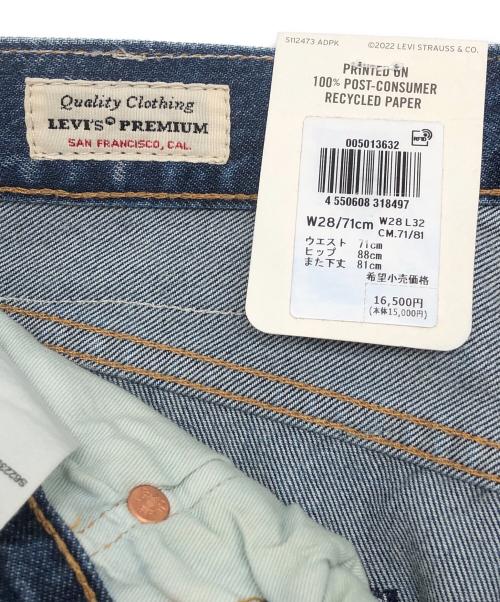 S112473 ADPK ©2022 LEVI STRAUSS & CO.
PRINTED ON
100% POST-CONSUMER
RECYCLED PAPER
RFID
005013632
4 550608 318497
W28/71cm W28 L32
CM.71/81
ウエスト 71cm
ヒップ 88cm
また下丈 81cm
希望小売価格
16,500円
(本体15,000円)
Quality Clothing
LEVI'S® PREMIUM
SAN FRANCISCO, CAL.